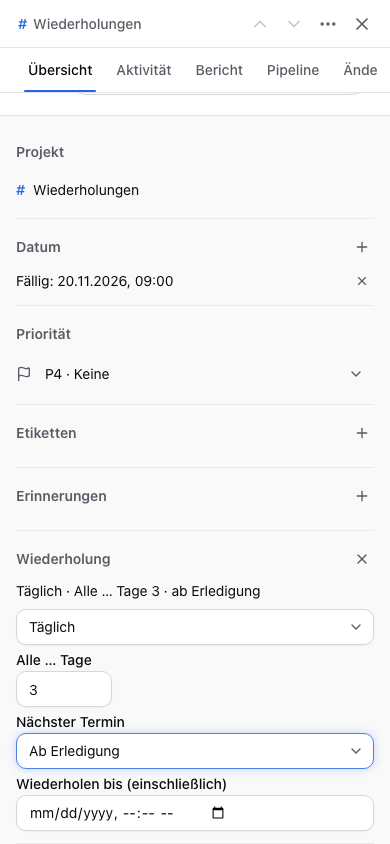 # Wiederholungen
Übersicht Aktivität Bericht Pipeline Ände
Projekt
# Wiederholungen
Datum
Fällig: 20.11.2026, 09:00
Priorität
P4 · Keine
Etiketten
Erinnerungen
Wiederholung
Täglich · Alle ... Tage 3 · ab Erledigung
Täglich
Alle ... Tage
3
Nächster Termin
Ab Erledigung
Wiederholen bis (einschließlich)
mm/dd/yyyy, --:-- --